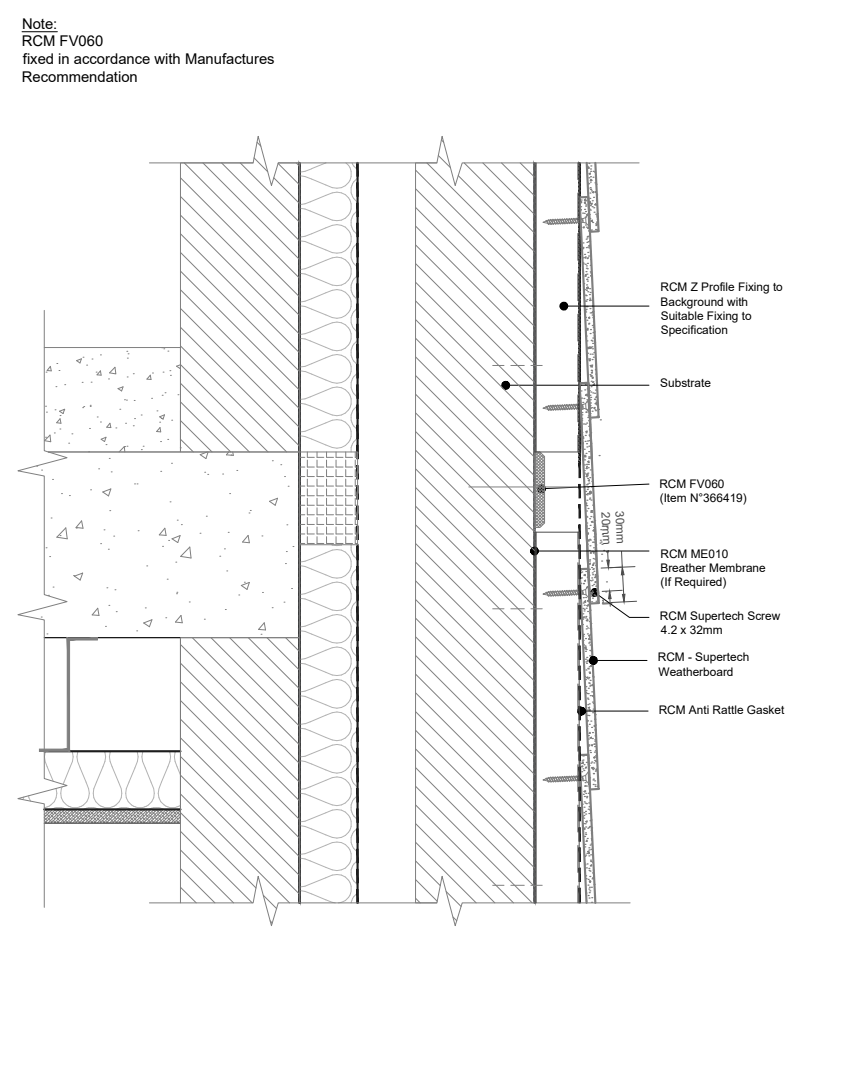 Note:
RCM FV060
fixed in accordance with Manufactures
Recommendation
RCM Z Profile Fixing to
Background with
Suitable Fixing to
Specification
Substrate
RCM FV060
(Item N°366419)
30mm
20mm
RCM ME010
Breather Membrane
(If Required)
RCM Supertech Screw
4.2 x 32mm
RCM - Supertech
Weatherboard
RCM Anti Rattle Gasket